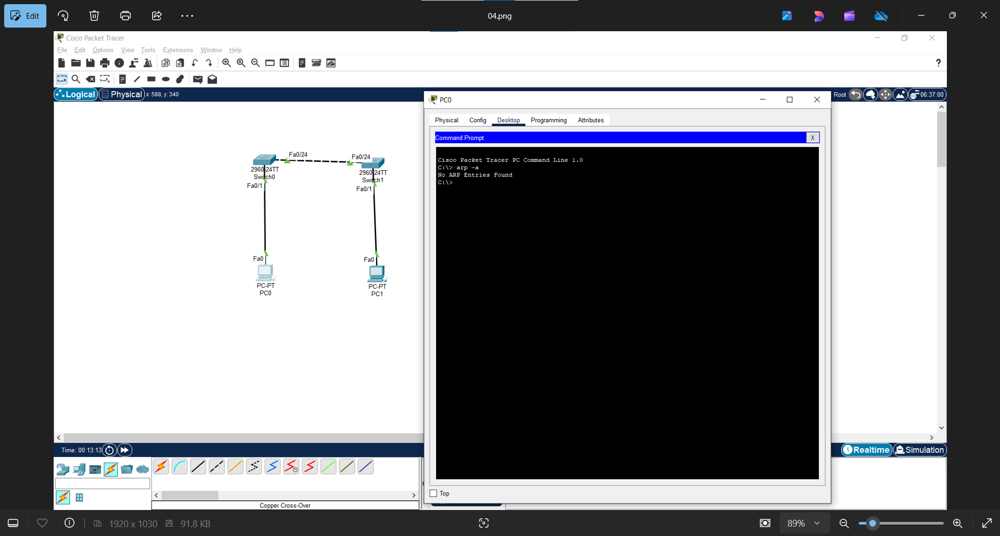 Edit
04.png
Cisco Packet Tracer
File Edit Options View Tools Extensions Window Help
?
Logical Physical x: 588, y: 340
Root 06:37:00
PC0
Physical Config Desktop Programming Attributes
Command Prompt
X
Cisco Packet Tracer PC Command Line 1.0
C:\> arp -a
No ARP Entries Found
C:\>
Fa0/24
Fa0/24
2960-24TT
Switch0
2960-24TT
Switch1
Fa0/1
Fa0/1
Fa0
Fa0
PC-PT
PC0
PC-PT
PC1
Top
Time: 00:13:13
Realtime Simulation
Copper Cross-Over
1920 x 1030 91.8 KB
89%